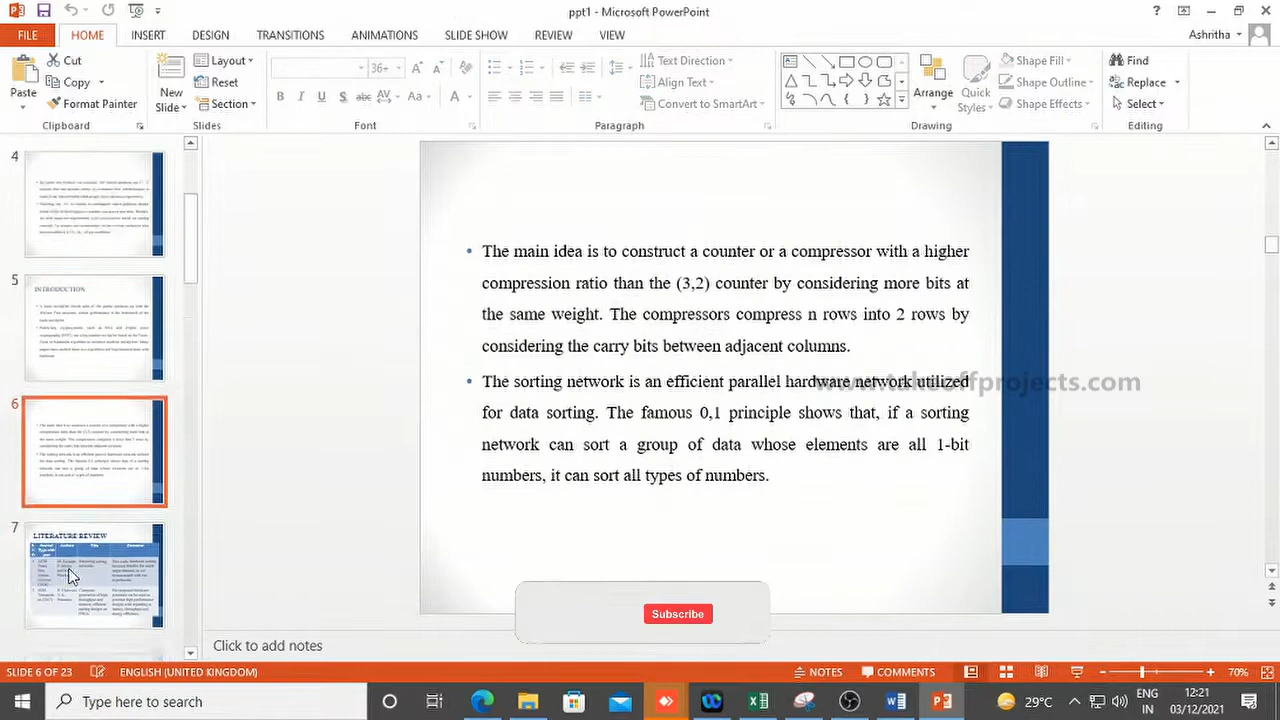 ppt1 - Microsoft PowerPoint
FILE HOME INSERT DESIGN TRANSITIONS ANIMATIONS SLIDE SHOW REVIEW VIEW
Ashritha
Paste
Cut
Copy
Format Painter
Clipboard
New
Slide
Layout
Reset
Section
Slides
36+
Font
Text Direction
Align Text
Convert to SmartArt
Paragraph
Arrange
Quick
Styles
Shape Fill
Shape Outline
Shape Effects
Drawing
Find
Replace
Select
Editing
4
5
INTRODUCTION
6
7
LITERATURE REVIEW
• The main idea is to construct a counter or a compressor with a higher
compression ratio than the (3,2) counter by considering more bits at
the same weight. The compressors compress n rows into 2 rows by
considering the carry bits between adjacent columns.
• The sorting network is an efficient parallel hardware network utilized
for data sorting. The famous 0,1 principle shows that, if a sorting
network can sort a group of data whose elements are all 1-bit
numbers, it can sort all types of numbers.
www.takeoffprojects.com
Subscribe
Click to add notes
SLIDE 6 OF 23 ENGLISH (UNITED KINGDOM) NOTES COMMENTS 70%
Type here to search
29°C
ENG
IN
12:21
03/12/2021